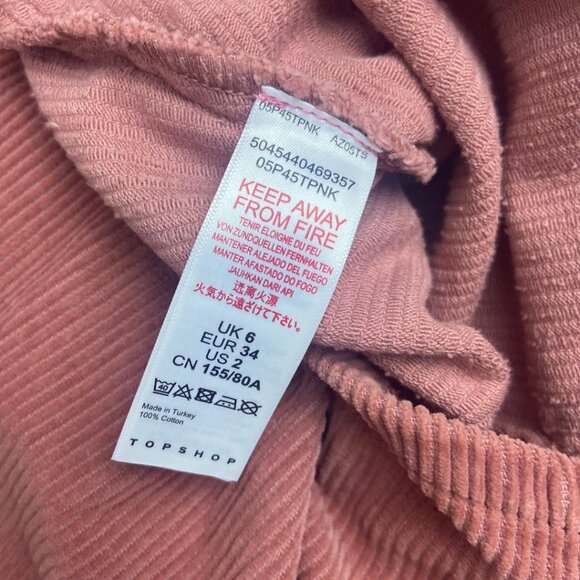 05P45TPNK AZ05TS
5045440469357
05P45TPNK
KEEP AWAY
FROM FIRE
TENIR ELOIGNE DU FEU
VON ZUNDQUELLEN FERNHALTEN
MANTENER ALEJADO DEL FUEGO
MANTER AFASTADO DO FOGO
JAUHKAN DARI API
远离火源
火気から遠ざけて下さい。
UK 6
EUR 34
US 2
CN 155/80A
40
Made in Turkey
100% Cotton
TOPSHOP